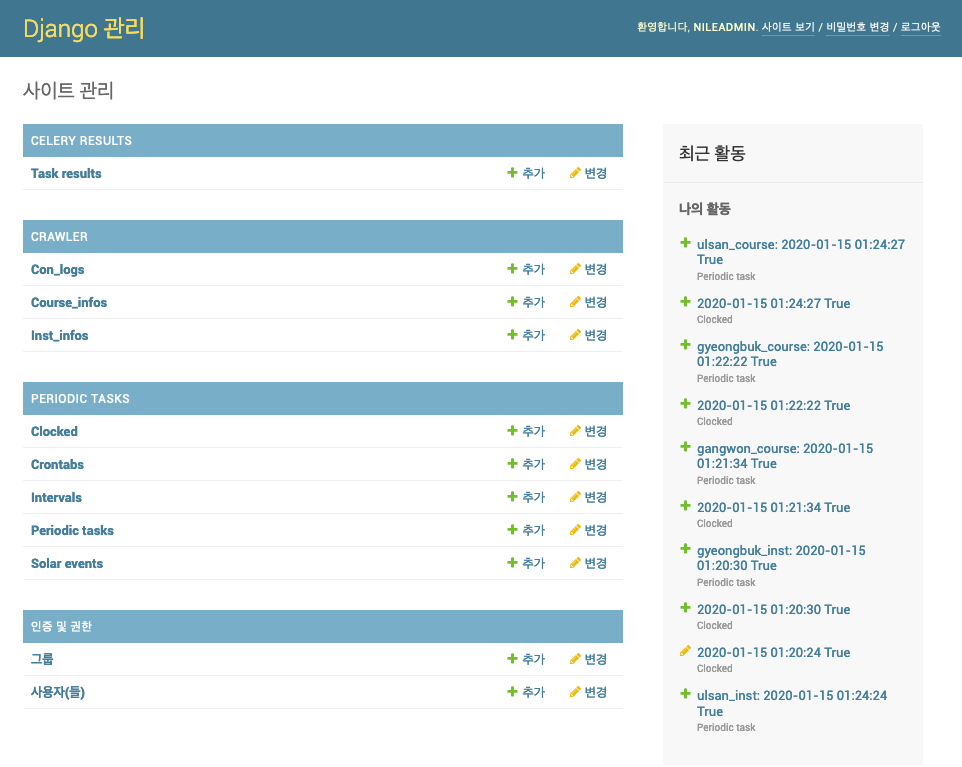 Django 관리
환영합니다, NILEADMIN. 사이트 보기 / 비밀번호 변경 / 로그아웃
사이트 관리
CELERY RESULTS
Task results 추가 변경
CRAWLER
Con_logs 추가 변경
Course_infos 추가 변경
Inst_infos 추가 변경
PERIODIC TASKS
Clocked 추가 변경
Crontabs 추가 변경
Intervals 추가 변경
Periodic tasks 추가 변경
Solar events 추가 변경
인증 및 권한
그룹 추가 변경
사용자(들) 추가 변경
최근 활동
나의 활동
ulsan_course: 2020-01-15 01:24:27
True
Periodic task
2020-01-15 01:24:27 True
Clocked
gyeongbuk_course: 2020-01-15
01:22:22 True
Periodic task
2020-01-15 01:22:22 True
Clocked
gangwon_course: 2020-01-15
01:21:34 True
Periodic task
2020-01-15 01:21:34 True
Clocked
gyeongbuk_inst: 2020-01-15
01:20:30 True
Periodic task
2020-01-15 01:20:30 True
Clocked
2020-01-15 01:20:24 True
Clocked
ulsan_inst: 2020-01-15 01:24:24
True
Periodic task